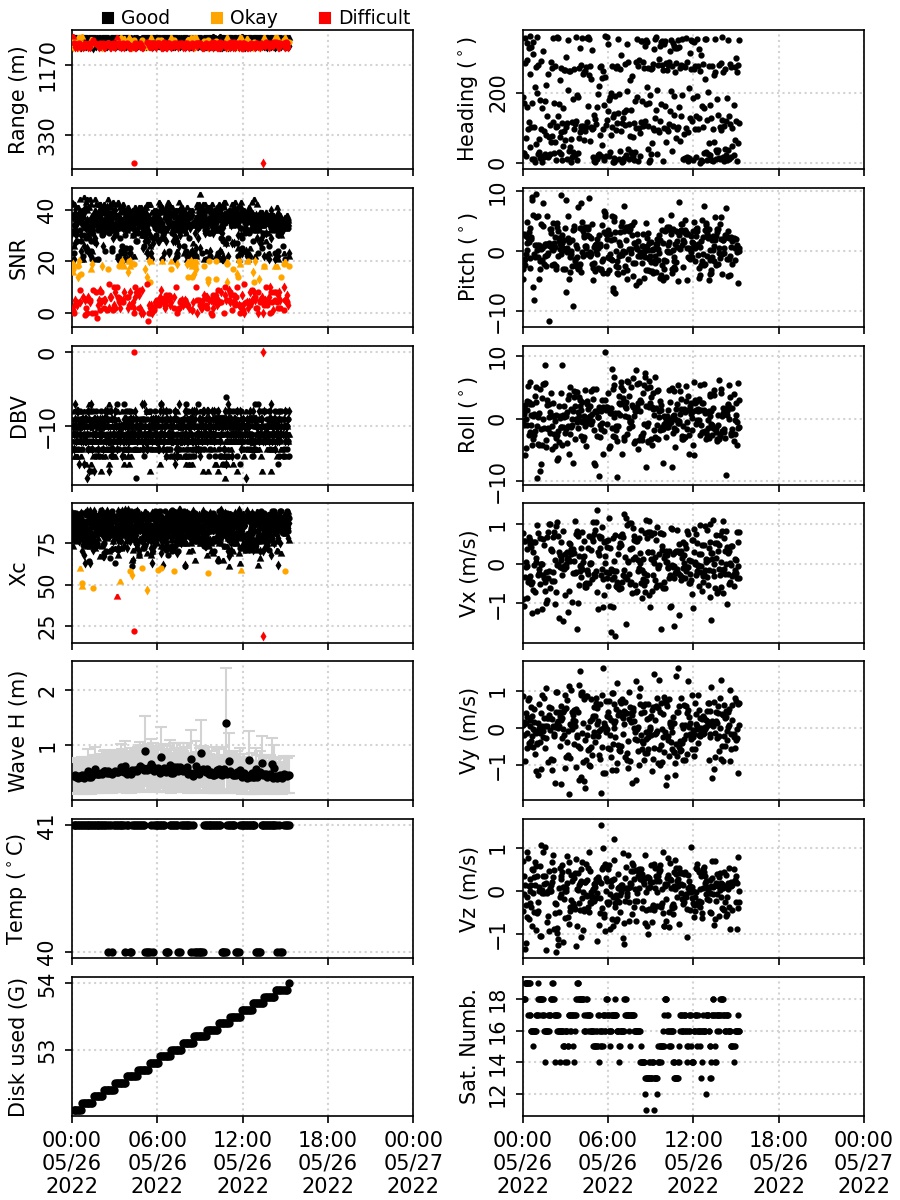 Good Okay Difficult
Range (m)
1170
330
Heading (°)
200
0
SNR
40
20
0
Pitch (°)
10
0
−10
DBV
0
−10
Roll (°)
10
0
−10
Xc
75
50
25
Vx (m/s)
1
0
−1
Wave H (m)
2
1
Vy (m/s)
1
0
−1
Temp (°C)
41
40
Vz (m/s)
1
0
−1
Disk used (G)
54
53
Sat. Numb.
18
16
14
12
00:00 06:00 12:00 18:00 00:00
05/26 05/26 05/26 05/26 05/27
2022 2022 2022 2022 2022
00:00 06:00 12:00 18:00 00:00
05/26 05/26 05/26 05/26 05/27
2022 2022 2022 2022 2022